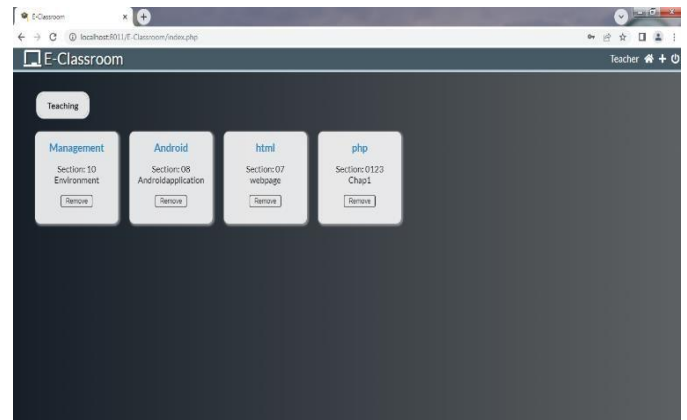 E-Classroom
localhost:8011/E-Classroom/index.php
E-Classroom
Teacher
Teaching
Management
Section: 10
Environment
Remove
Android
Section: 08
Androidapplication
Remove
html
Section: 07
webpage
Remove
php
Section: 0123
Chap1
Remove